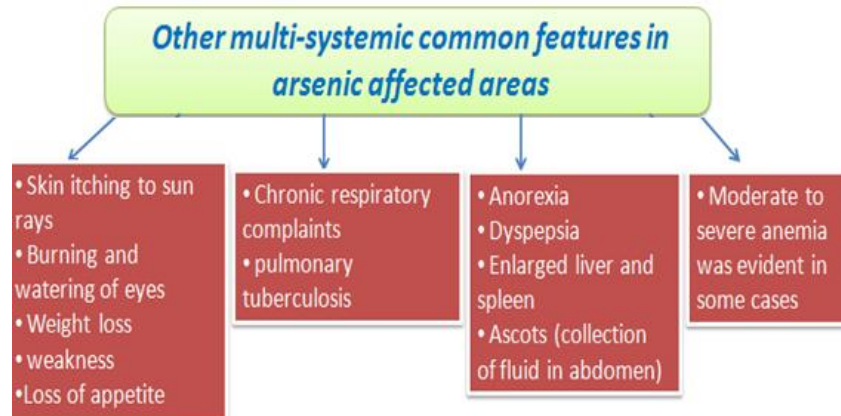 Other multi-systemic common features in
arsenic affected areas
• Skin itching to sun
rays
• Burning and
watering of eyes
• Weight loss
• weakness
•Loss of appetite
• Chronic respiratory
complaints
• pulmonary
tuberculosis
• Anorexia
• Dyspepsia
• Enlarged liver and
spleen
• Ascots (collection
of fluid in abdomen)
• Moderate to
severe anemia
was evident in
some cases